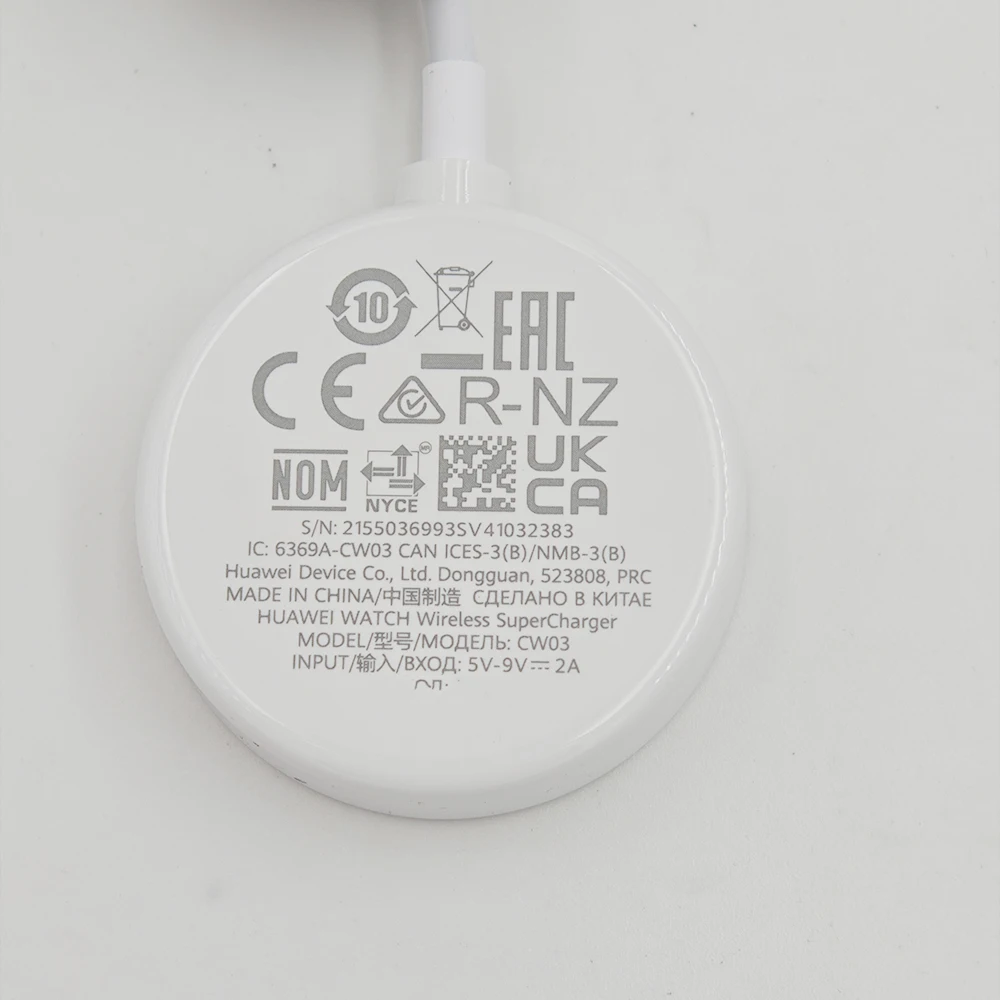 10
EAC
CE R-NZ
NOM NYCE UK
CA
S/N: 2155036993SV41032383
IC: 6369A-CW03 CAN ICES-3(B)/NMB-3(B)
Huawei Device Co., Ltd. Dongguan, 523808, PRC
MADE IN CHINA/中国制造 СДЕЛАНО В КИТАЕ
HUAWEI WATCH Wireless SuperCharger
MODEL/型号/МОДЕЛЬ: CW03
INPUT/输入/ВХОД: 5V-9V⎓2A